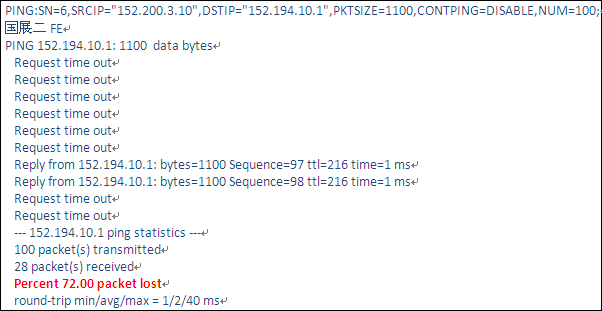 PING:SN=6,SRCIP="152.200.3.10",DSTIP="152.194.10.1",PKTSIZE=1100,CONTPING=DISABLE,NUM=100;
国展二 FE
PING 152.194.10.1: 1100  data bytes
Request time out
Request time out
Request time out
Request time out
Request time out
Request time out
Reply from 152.194.10.1: bytes=1100 Sequence=97 ttl=216 time=1 ms
Reply from 152.194.10.1: bytes=1100 Sequence=98 ttl=216 time=1 ms
Request time out
Request time out
--- 152.194.10.1 ping statistics ---
100 packet(s) transmitted
28 packet(s) received
Percent 72.00 packet lost
round-trip min/avg/max = 1/2/40 ms